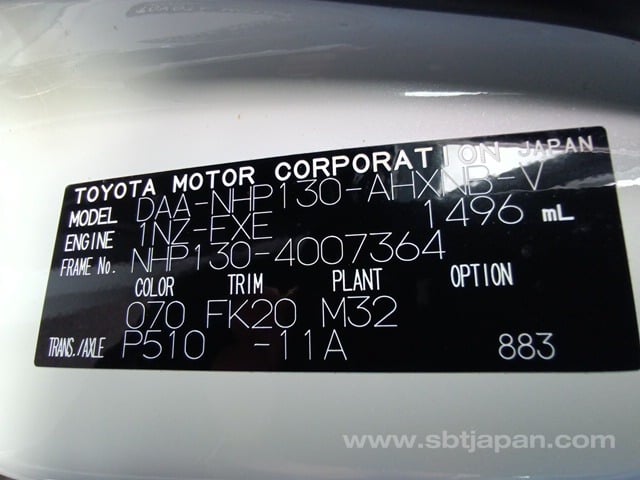 TOYOTA MOTOR CORPORATION JAPAN
MODEL DAA-NHP130-AHXNB-V
ENGINE 1NZ-EXE 1496 mL
FRAME No. NHP130-4007364
COLOR TRIM PLANT OPTION
070 FK20 M32
TRANS./AXLE P510 -11A 883
www.sbtjapan.com